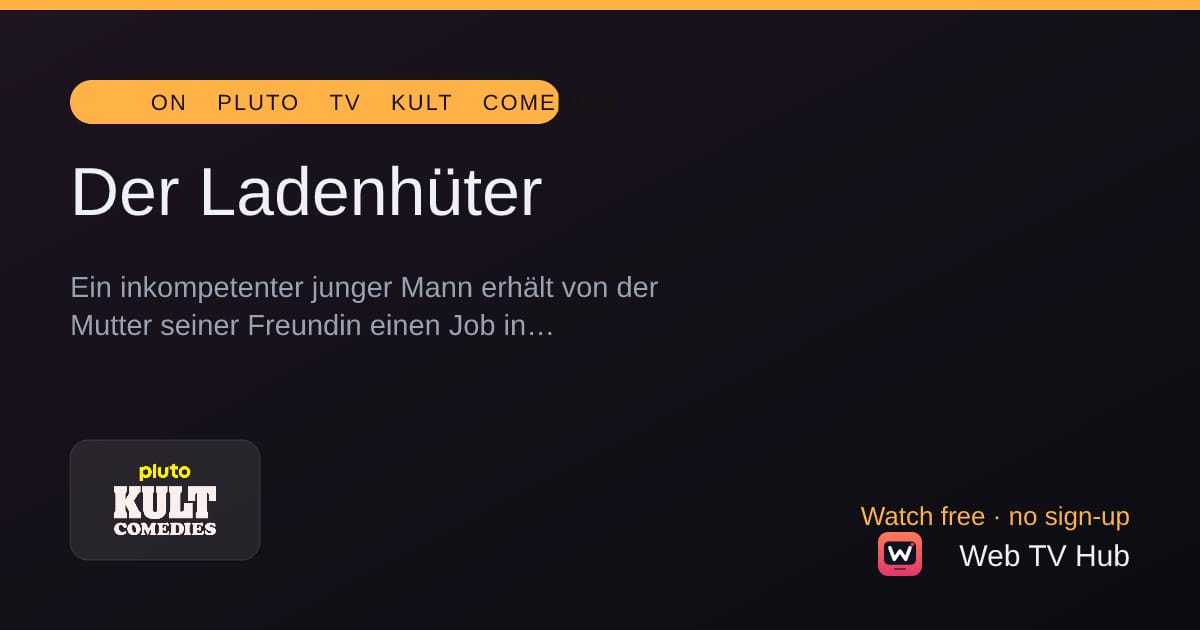 ON PLUTO TV KULT COMEDIES
Der Ladenhüter
Ein inkompetenter junger Mann erhält von der
Mutter seiner Freundin einen Job in…
pluto
KULT
COMEDIES
Watch free · no sign-up
W
Web TV Hub